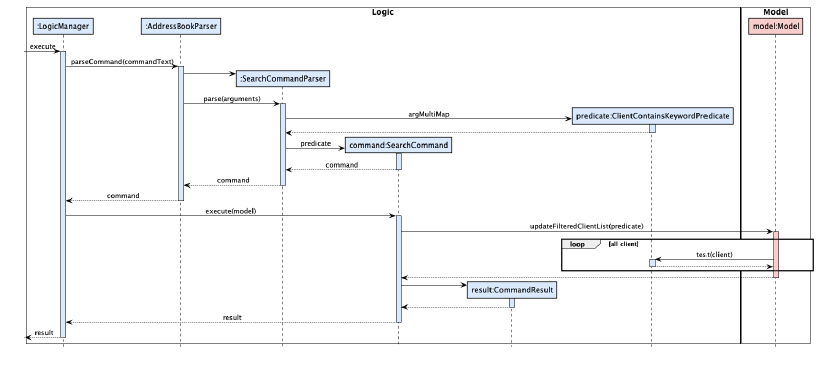 Logic
Model
:LogicManager
:AddressBookParser
model:Model
execute
parseCommand(commandText)
:SearchCommandParser
parse(arguments)
argMultiMap
predicate:ClientContainsKeywordPredicate
predicate
command:SearchCommand
command
command
command
execute(model)
updateFilteredClientList(predicate)
loop
[all client]
test(client)
result:CommandResult
result
result